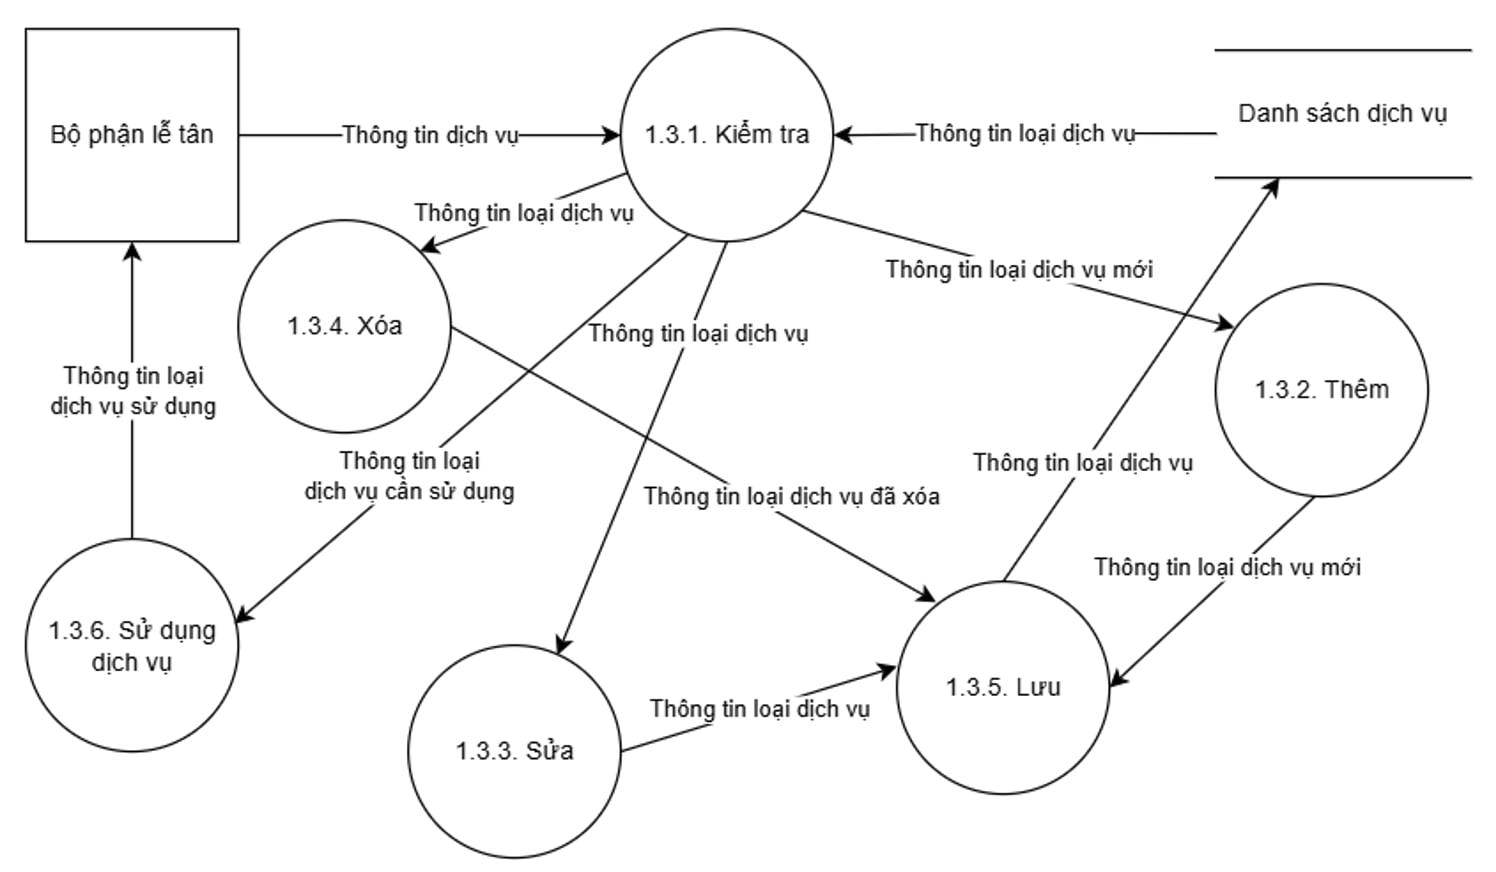 Bộ phận lễ tân
Thông tin dịch vụ
1.3.1. Kiểm tra
Thông tin loại dịch vụ
Danh sách dịch vụ
Thông tin loại dịch vụ
Thông tin loại dịch vụ mới
1.3.4. Xóa
Thông tin loại dịch vụ
Thông tin loại
dịch vụ sử dụng
1.3.2. Thêm
Thông tin loại
dịch vụ cần sử dụng
Thông tin loại dịch vụ
Thông tin loại dịch vụ đã xóa
Thông tin loại dịch vụ mới
1.3.6. Sử dụng
dịch vụ
1.3.5. Lưu
Thông tin loại dịch vụ
1.3.3. Sửa